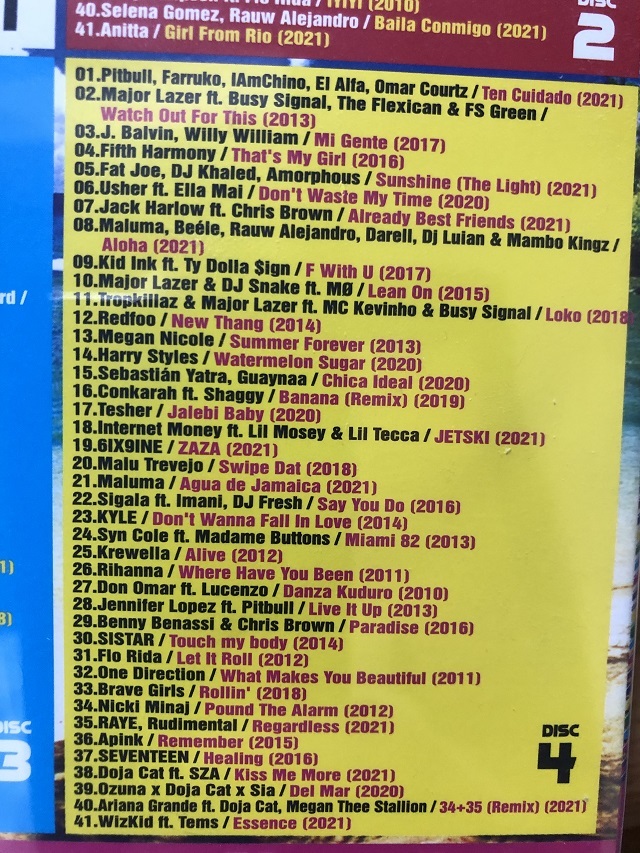 40.Selena Gomez, Rauw Alejandro / Baila Conmigo (2021)
41.Anitta / Girl From Rio (2021)
DISC
2
01.Pitbull, Farruko, IAmChino, El Alfa, Omar Courtz / Ten Cuidado (2021)
02.Major Lazer ft. Busy Signal, The Flexican & FS Green /
Watch Out For This (2013)
03.J. Balvin, Willy William / Mi Gente (2017)
04.Fifth Harmony / That's My Girl (2016)
05.Fat Joe, DJ Khaled, Amorphous / Sunshine (The Light) (2021)
06.Usher ft. Ella Mai / Don't Waste My Time (2020)
07.Jack Harlow ft. Chris Brown / Already Best Friends (2021)
08.Maluma, Beéle, Rauw Alejandro, Darell, Dj Luian & Mambo Kingz /
Aloha (2021)
09.Kid Ink ft. Ty Dolla $ign / F With U (2017)
10.Major Lazer & DJ Snake ft. MØ / Lean On (2015)
11.Tropkillaz & Major Lazer ft. MC Kevinho & Busy Signal / Loko (2018)
12.Redfoo / New Thang (2014)
13.Megan Nicole / Summer Forever (2013)
14.Harry Styles / Watermelon Sugar (2020)
15.Sebastián Yatra, Guaynaa / Chica Ideal (2020)
16.Conkarah ft. Shaggy / Banana (Remix) (2019)
17.Tesher / Jalebi Baby (2020)
18.Internet Money ft. Lil Mosey & Lil Tecca / JETSKI (2021)
19.6IX9INE / ZAZA (2021)
20.Malu Trevejo / Swipe Dat (2018)
21.Maluma / Agua de Jamaica (2021)
22.Sigala ft. Imani, DJ Fresh / Say You Do (2016)
23.KYLE / Don't Wanna Fall In Love (2014)
24.Syn Cole ft. Madame Buttons / Miami 82 (2013)
25.Krewella / Alive (2012)
26.Rihanna / Where Have You Been (2011)
27.Don Omar ft. Lucenzo / Danza Kuduro (2010)
28.Jennifer Lopez ft. Pitbull / Live It Up (2013)
29.Benny Benassi & Chris Brown / Paradise (2016)
30.SISTAR / Touch my body (2014)
31.Flo Rida / Let It Roll (2012)
32.One Direction / What Makes You Beautiful (2011)
33.Brave Girls / Rollin' (2018)
34.Nicki Minaj / Pound The Alarm (2012)
35.RAYE, Rudimental / Regardless (2021)
36.Apink / Remember (2015)
37.SEVENTEEN / Healing (2016)
38.Doja Cat ft. SZA / Kiss Me More (2021)
39.Ozuna x Doja Cat x Sia / Del Mar (2020)
40.Ariana Grande ft. Doja Cat, Megan Thee Stallion / 34+35 (Remix) (2021)
41.WizKid ft. Tems / Essence (2021)
DISC
4
DISC
3